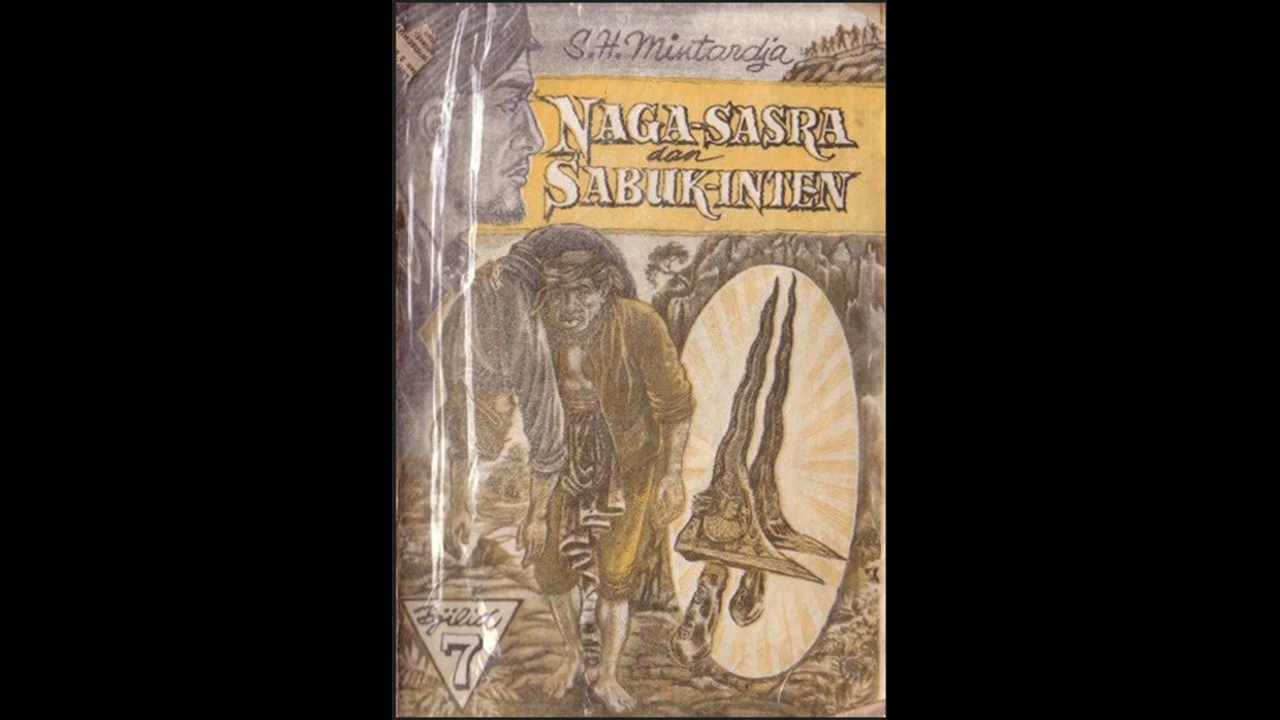 S.H. Mintardja
NAGA-SASRA
dan
SABUK-INTEN
Djilid
7